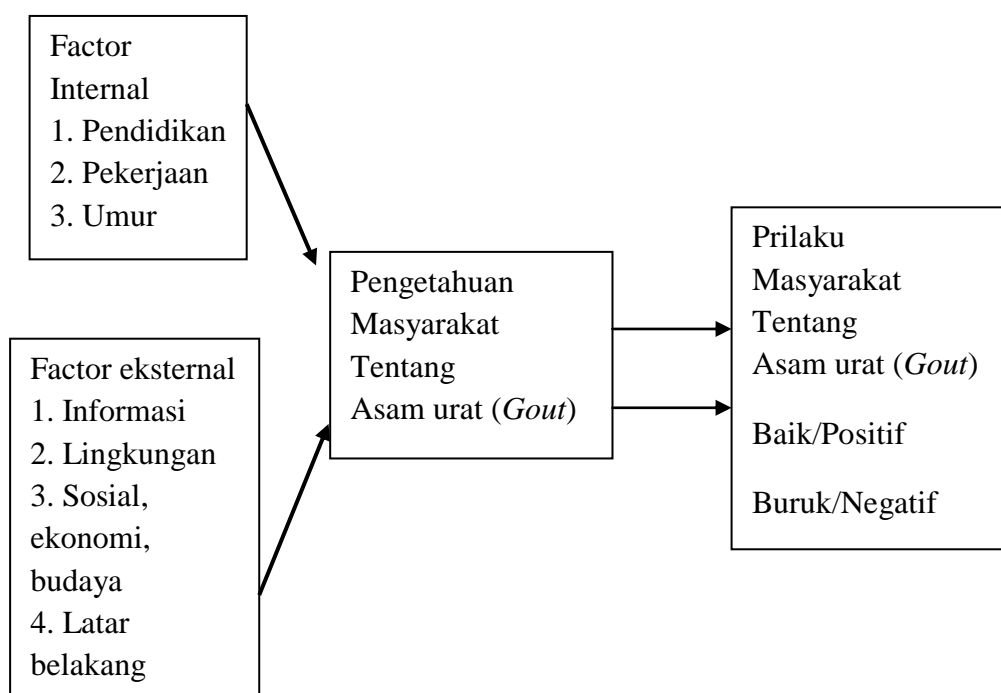 Factor
Internal
1. Pendidikan
2. Pekerjaan
3. Umur
Factor eksternal
1. Informasi
2. Lingkungan
3. Sosial,
ekonomi,
budaya
4. Latar
belakang
Pengetahuan
Masyarakat
Tentang
Asam urat (Gout)
Prilaku
Masyarakat
Tentang
Asam urat (Gout)
Baik/Positif
Buruk/Negatif